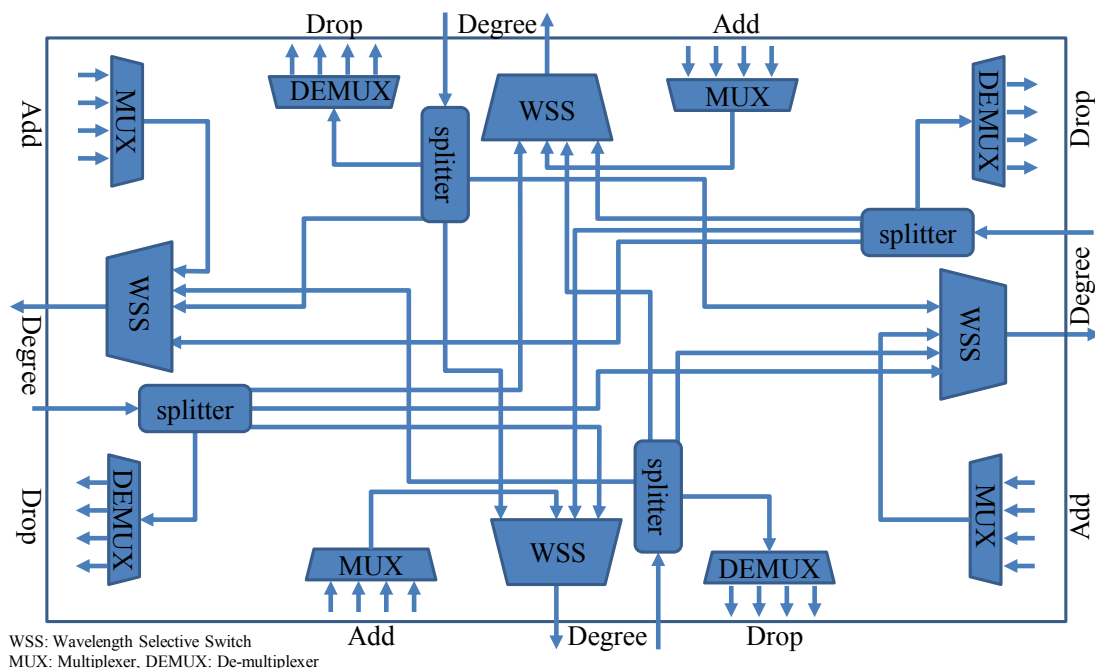 Drop
Degree
Add
DEMUX
MUX
WSS
MUX
DEMUX
Add
Drop
splitter
splitter
WSS
WSS
Degree
Degree
splitter
splitter
DEMUX
MUX
Drop
Add
WSS
MUX
DEMUX
Add
Degree
Drop
WSS: Wavelength Selective Switch
MUX: Multiplexer, DEMUX: De-multiplexer